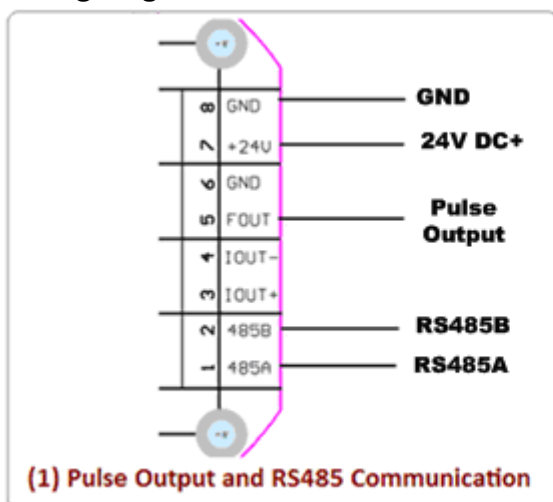 8 GND GND
7 +24V 24V DC+
6 GND
5 FOUT Pulse Output
4 IOUT-
3 IOUT+
2 485B RS485B
1 485A RS485A
(1) Pulse Output and RS485 Communication